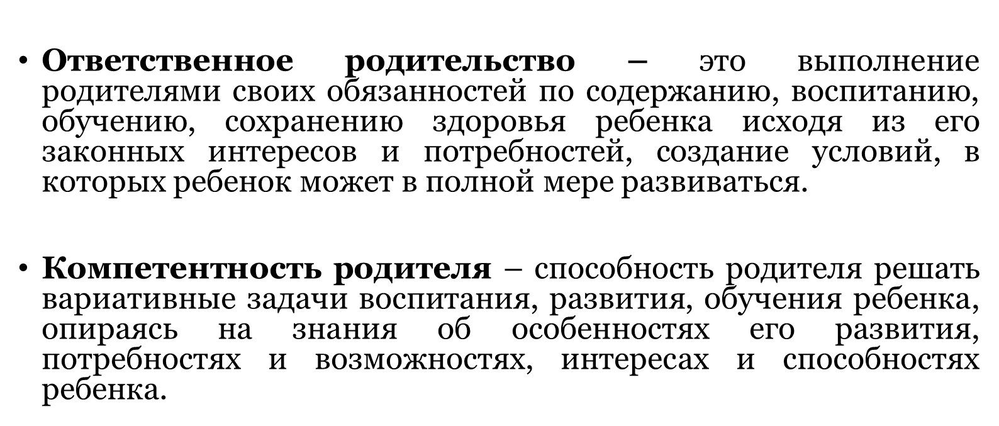 • Ответственное родительство – это выполнение
родителями своих обязанностей по содержанию, воспитанию,
обучению, сохранению здоровья ребенка исходя из его
законных интересов и потребностей, создание условий, в
которых ребенок может в полной мере развиваться.
• Компетентность родителя – способность родителя решать
вариативные задачи воспитания, развития, обучения ребенка,
опираясь на знания об особенностях его развития,
потребностях и возможностях, интересах и способностях
ребенка.